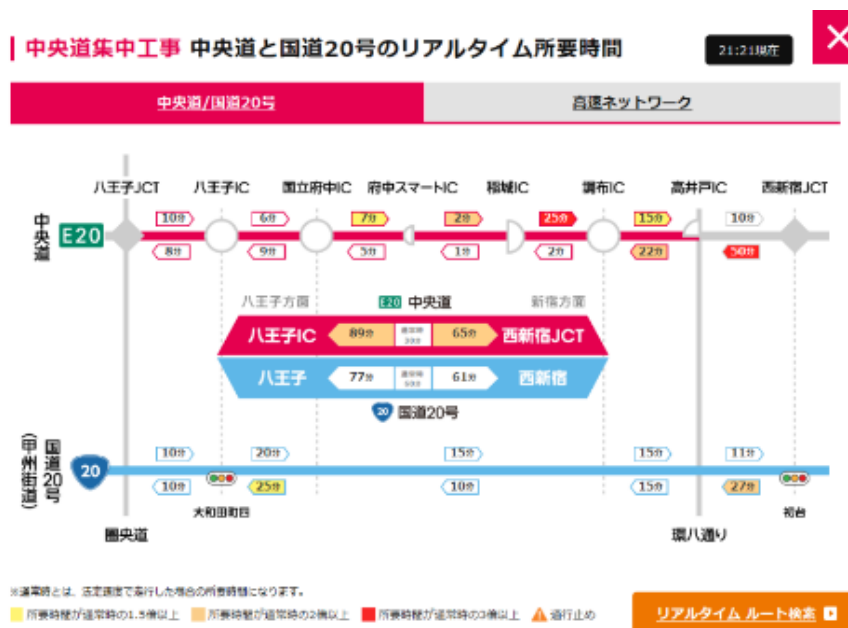 中央道集中工事 中央道と国道20号のリアルタイム所要時間
21:21現在
中央道/国道20号
高速ネットワーク
八王子JCT 八王子IC 国立府中IC 府中スマートIC 稲城IC 調布IC 高井戸IC 西新宿JCT
中央道 E20
10分 6分 7分 2分 25分 15分 10分
8分 9分 5分 1分 2分 22分 50分
八王子方面 E20 中央道 新宿方面
八王子IC 89分 通常時 65分 西新宿JCT
八王子 77分 通常時 61分 西新宿
20 国道20号
国道20号 (甲州街道) 20
10分 20分 15分 15分 11分
10分 25分 10分 15分 27分
大和田町四 初台
圏央道 環八通り
※通常時とは、法定速度で走行した場合の所要時間になります。
所要時間が通常時の1.5倍以上 所要時間が通常時の2倍以上 所要時間が通常時の3倍以上 通行止め
リアルタイム ルート検索